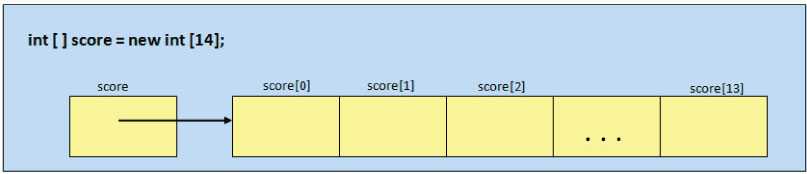 int [ ] score = new int [14];
score score[0] score[1] score[2] score[13]
. . .